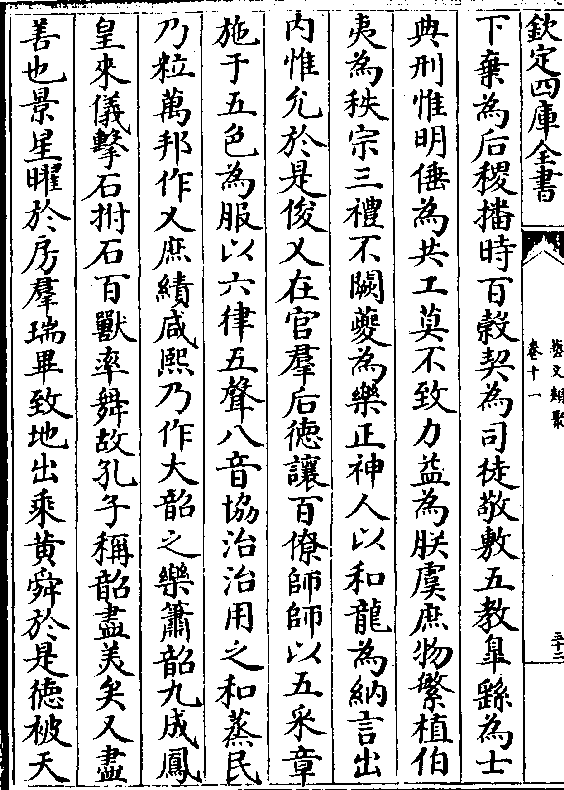 欽定四庫全書
藝文類聚
卷十一
三十三
下棄為后稷播時百穀契為司徒敬敷五教臯繇為士
典刑惟明倕為共工莫不致力益為朕虞庶物繁植伯
夷為秩宗三禮不闕夔為樂正神人以和龍為納言出
内惟允於是俊乂在官羣后德讓百僚師師以五采章
施于五色為服以六律五聲八音協治治用之和蒸民
乃粒萬邦作乂庶績咸熙乃作大韶之樂簫韶九成鳳
皇來儀擊石拊石百獸率舞故孔子稱韶盡美矣又盡
善也景星曜於房羣瑞畢致地出乘黄舜於是德被天